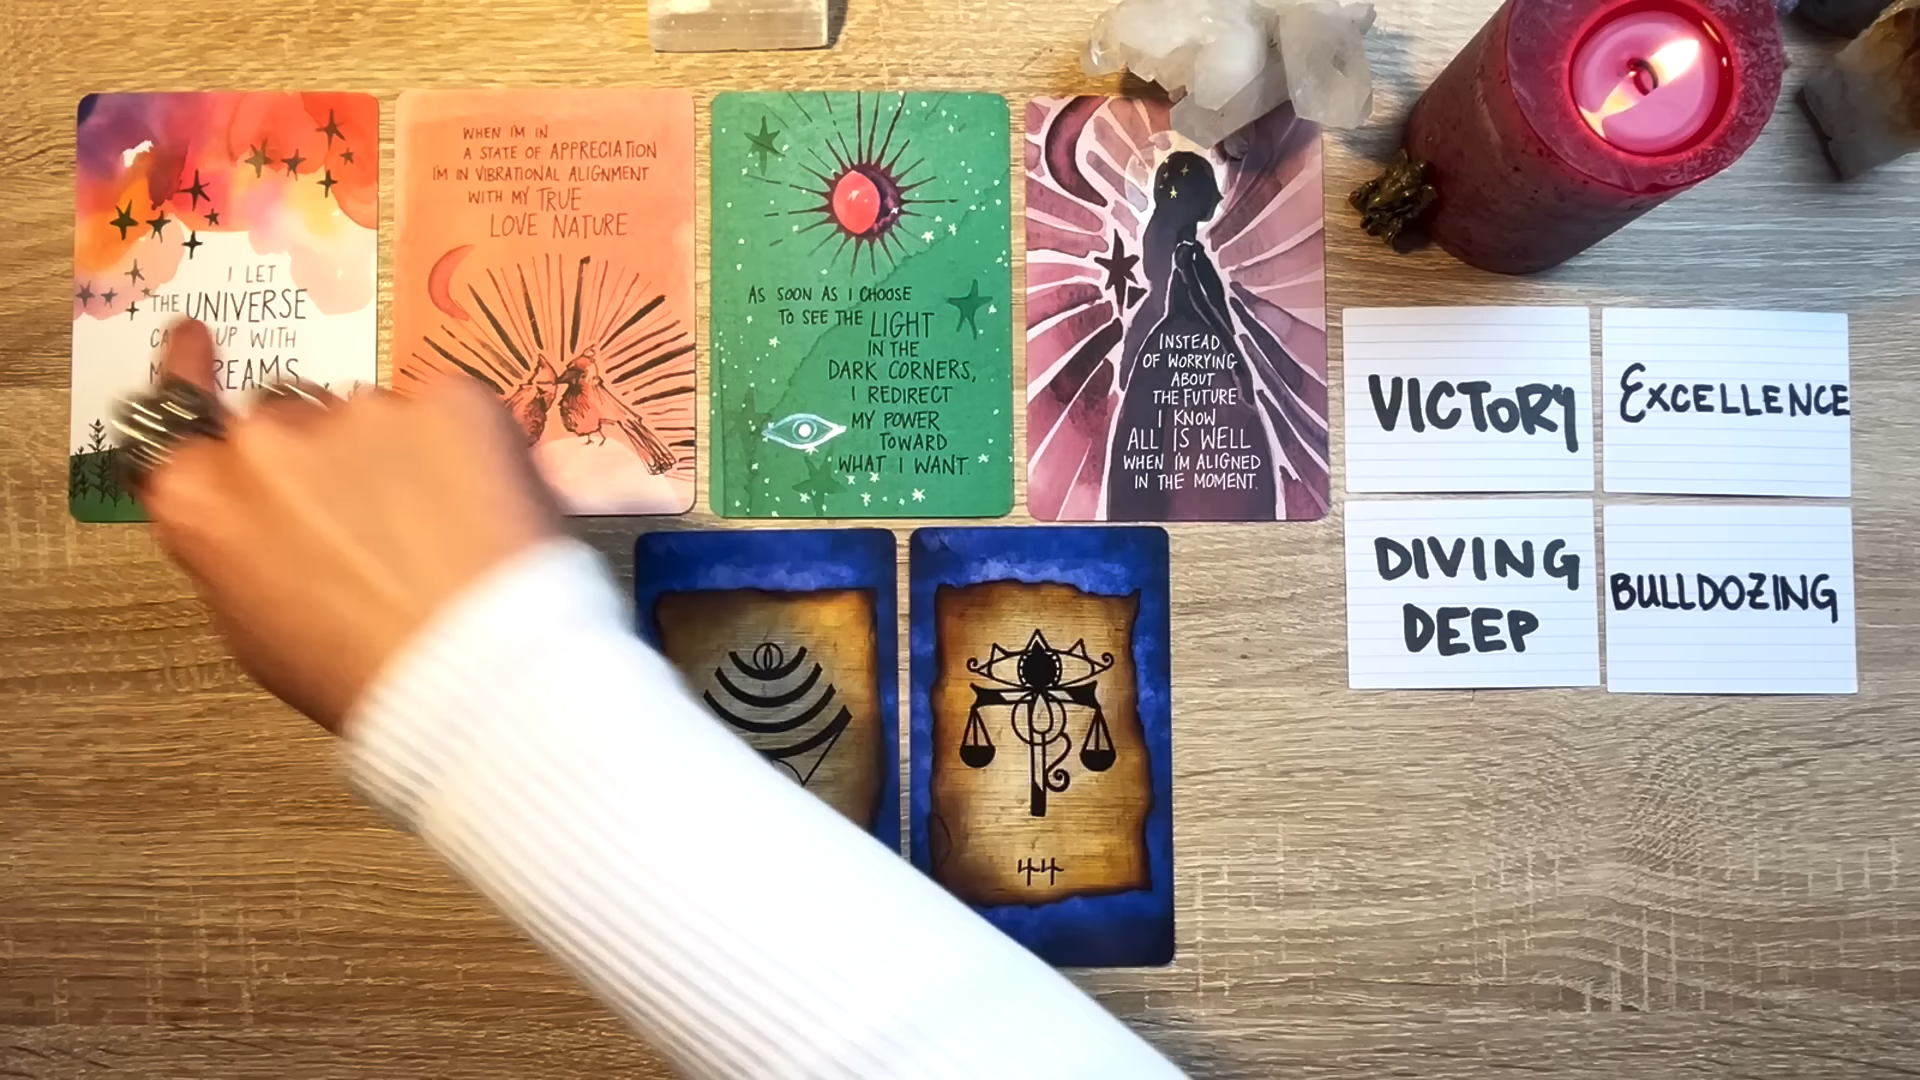 I LET
THE UNIVERSE
UP WITH
WHEN I'M IN
A STATE OF APPRECIATION
I'M IN VIBRATIONAL ALIGNMENT
WITH MY TRUE
LOVE NATURE
AS SOON AS I CHOOSE
TO SEE THE LIGHT
IN THE
DARK CORNERS,
I REDIRECT
MY POWER
TOWARD
WHAT I WANT.
INSTEAD
OF WORRYING
ABOUT
THE FUTURE
I KNOW
ALL IS WELL
WHEN I'M ALIGNED
IN THE MOMENT.
VICTORY
EXCELLENCE
DIVING
DEEP
BULLDOZING
44